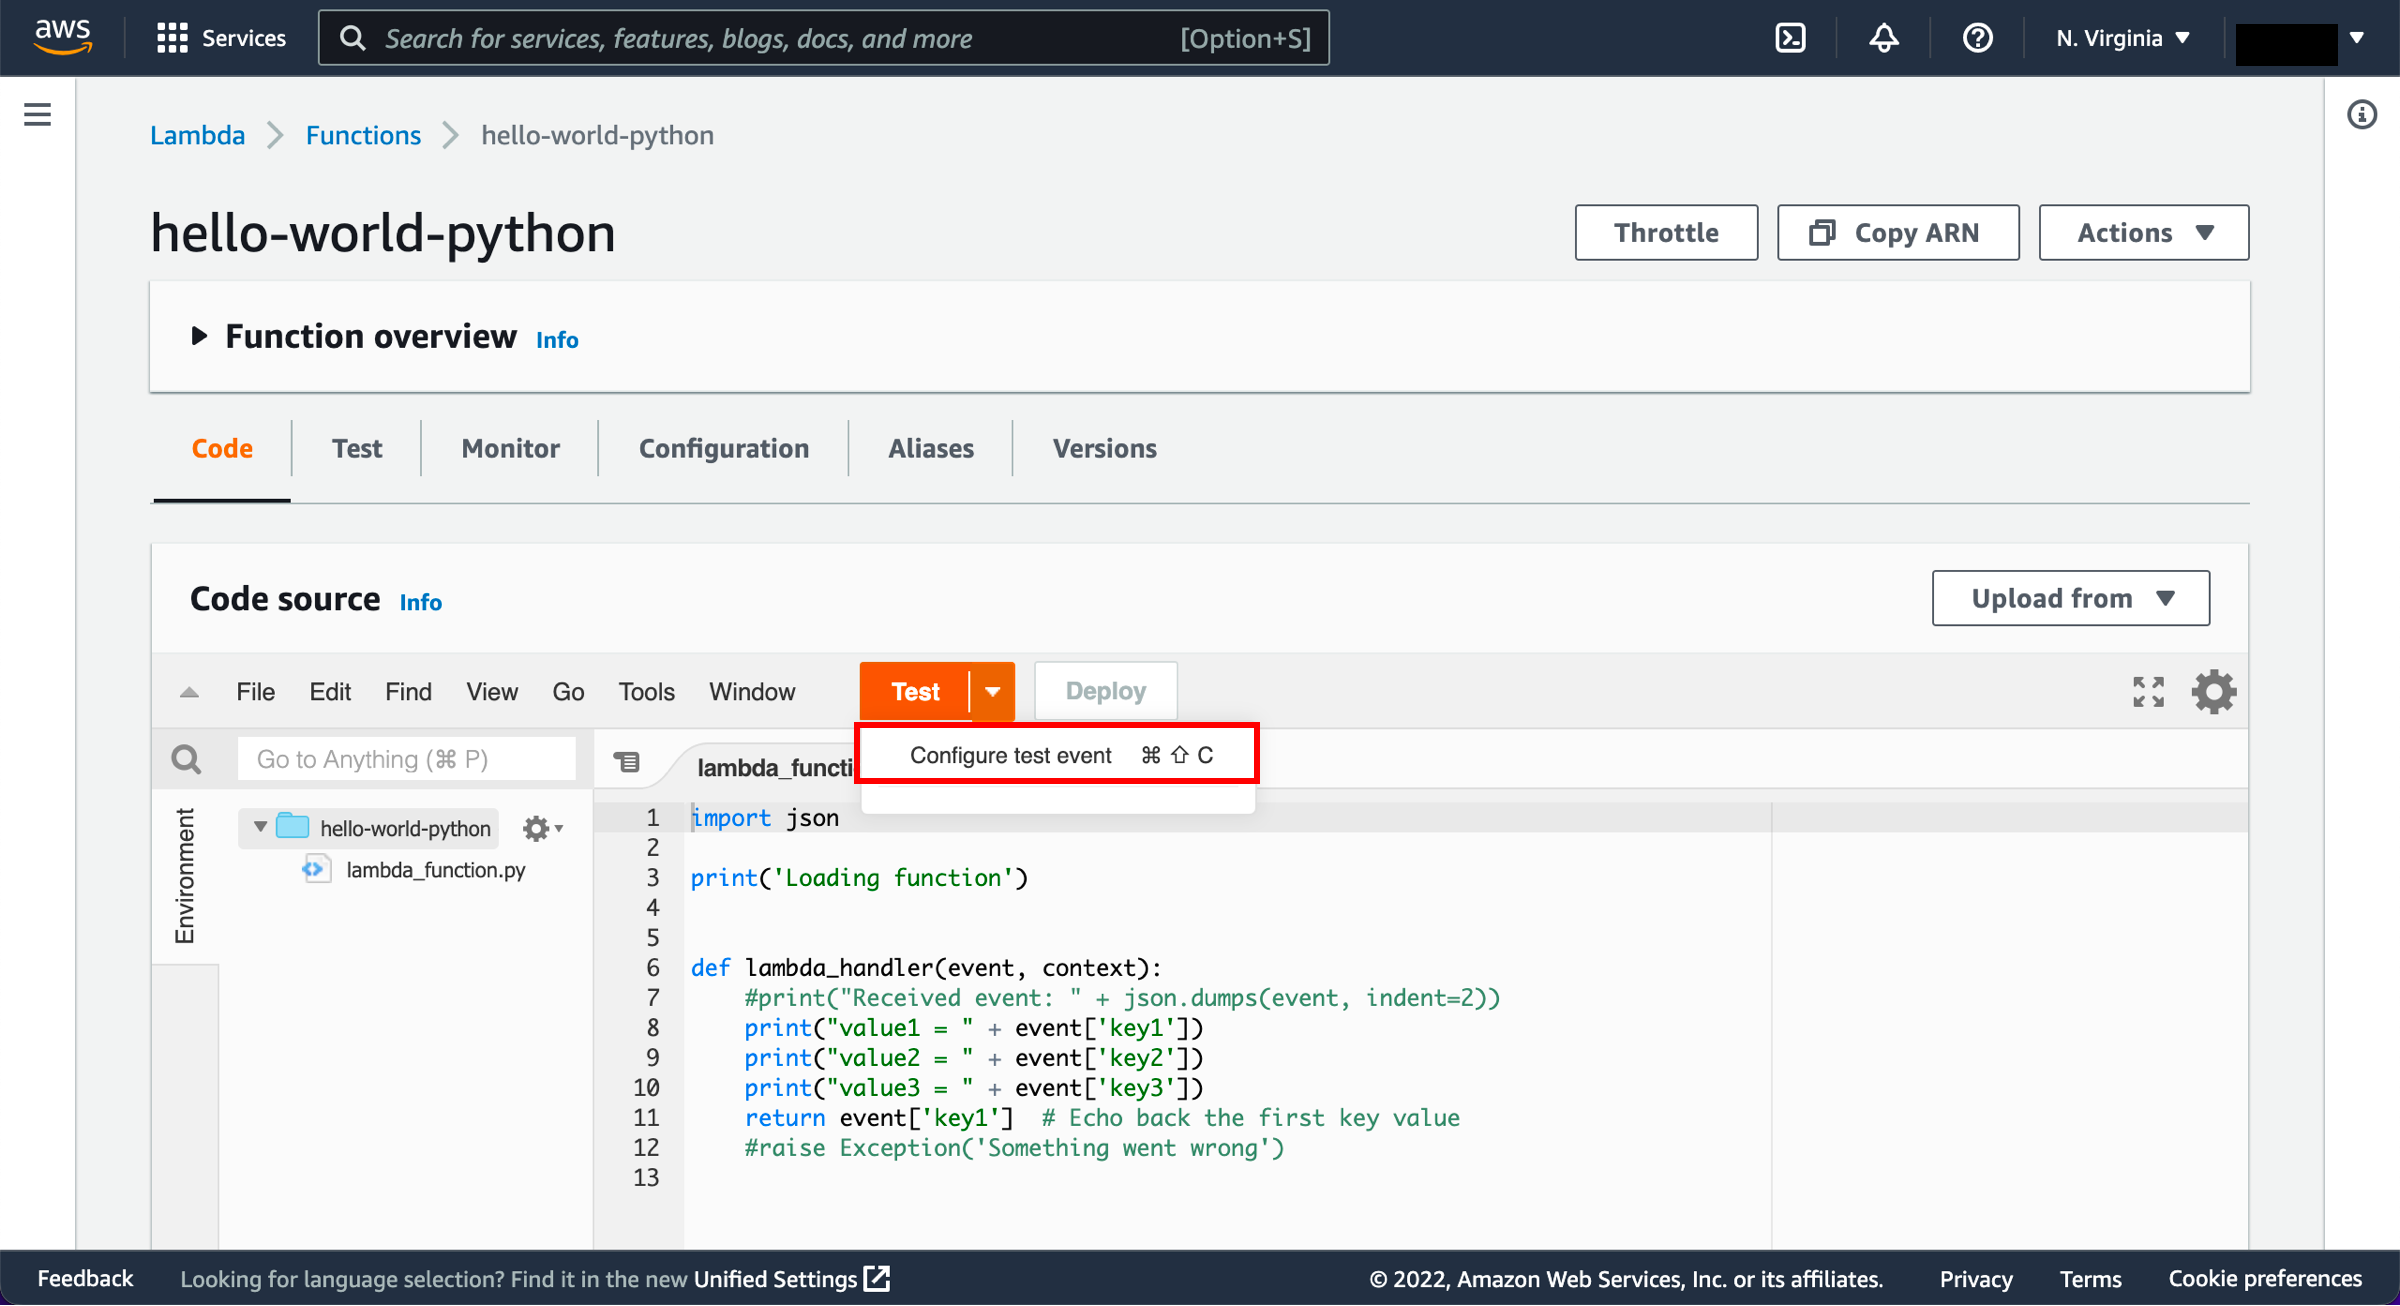 aws Services Search for services, features, blogs, docs, and more [Option+S] N. Virginia
Lambda Functions hello-world-python
hello-world-python Throttle Copy ARN Actions
Function overview Info
Code Test Monitor Configuration Aliases Versions
Code source Info Upload from
File Edit Find View Go Tools Window Test Deploy
Configure test event ⌘ ⇧ C
Go to Anything (⌘ P) lambda_functi
Environment
hello-world-python
lambda_function.py
1 import json
2
3 print('Loading function')
4
5
6 def lambda_handler(event, context):
7 #print("Received event: " + json.dumps(event, indent=2))
8 print("value1 = " + event['key1'])
9 print("value2 = " + event['key2'])
10 print("value3 = " + event['key3'])
11 return event['key1']  # Echo back the first key value
12 #raise Exception('Something went wrong')
13
Feedback Looking for language selection? Find it in the new Unified Settings © 2022, Amazon Web Services, Inc. or its affiliates. Privacy Terms Cookie preferences